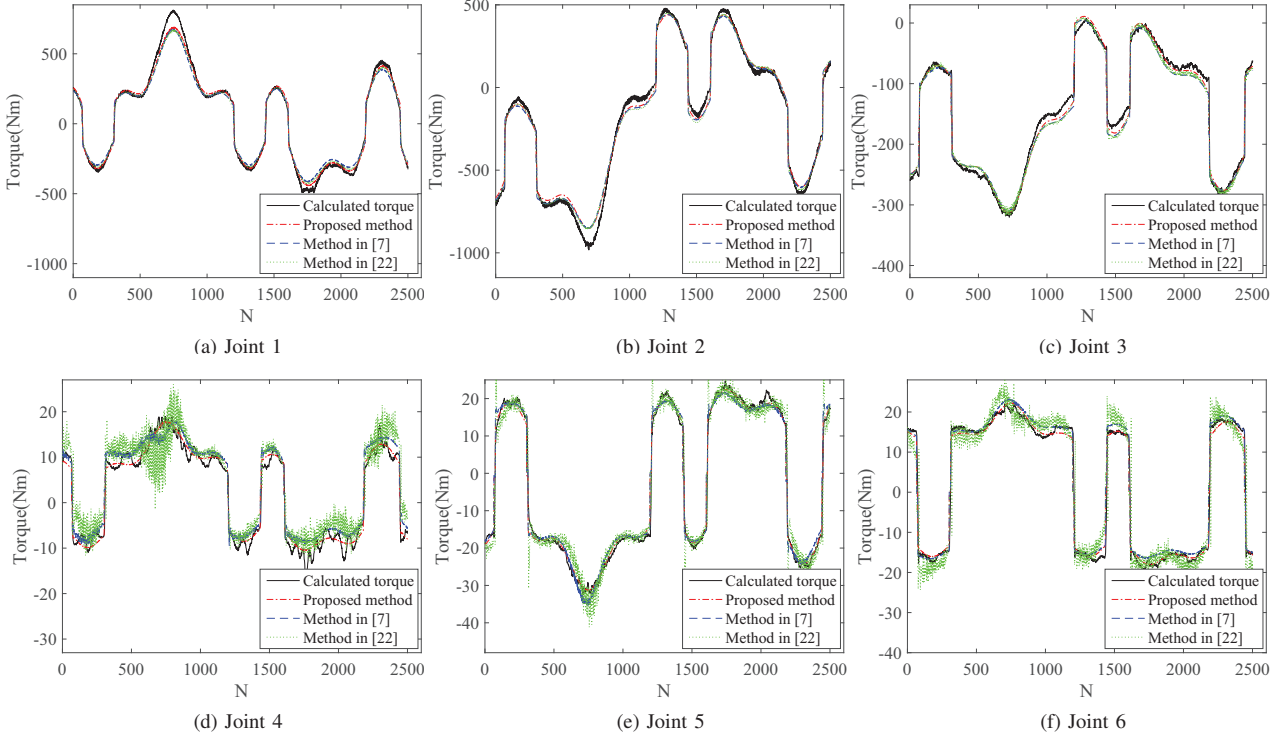 Torque(Nm)
500
0
-500
-1000
0 500 1000 1500 2000 2500
N
Calculated torque
Proposed method
Method in [7]
Method in [22]
(a) Joint 1
Torque(Nm)
500
0
-500
-1000
0 500 1000 1500 2000 2500
N
Calculated torque
Proposed method
Method in [7]
Method in [22]
(b) Joint 2
Torque(Nm)
0
-100
-200
-300
-400
0 500 1000 1500 2000 2500
N
Calculated torque
Proposed method
Method in [7]
Method in [22]
(c) Joint 3
Torque(Nm)
20
10
0
-10
-20
-30
0 500 1000 1500 2000 2500
N
Calculated torque
Proposed method
Method in [7]
Method in [22]
(d) Joint 4
Torque(Nm)
20
10
0
-10
-20
-30
-40
0 500 1000 1500 2000 2500
N
Calculated torque
Proposed method
Method in [7]
Method in [22]
(e) Joint 5
Torque(Nm)
20
10
0
-10
-20
-30
-40
0 500 1000 1500 2000 2500
N
Calculated torque
Proposed method
Method in [7]
Method in [22]
(f) Joint 6